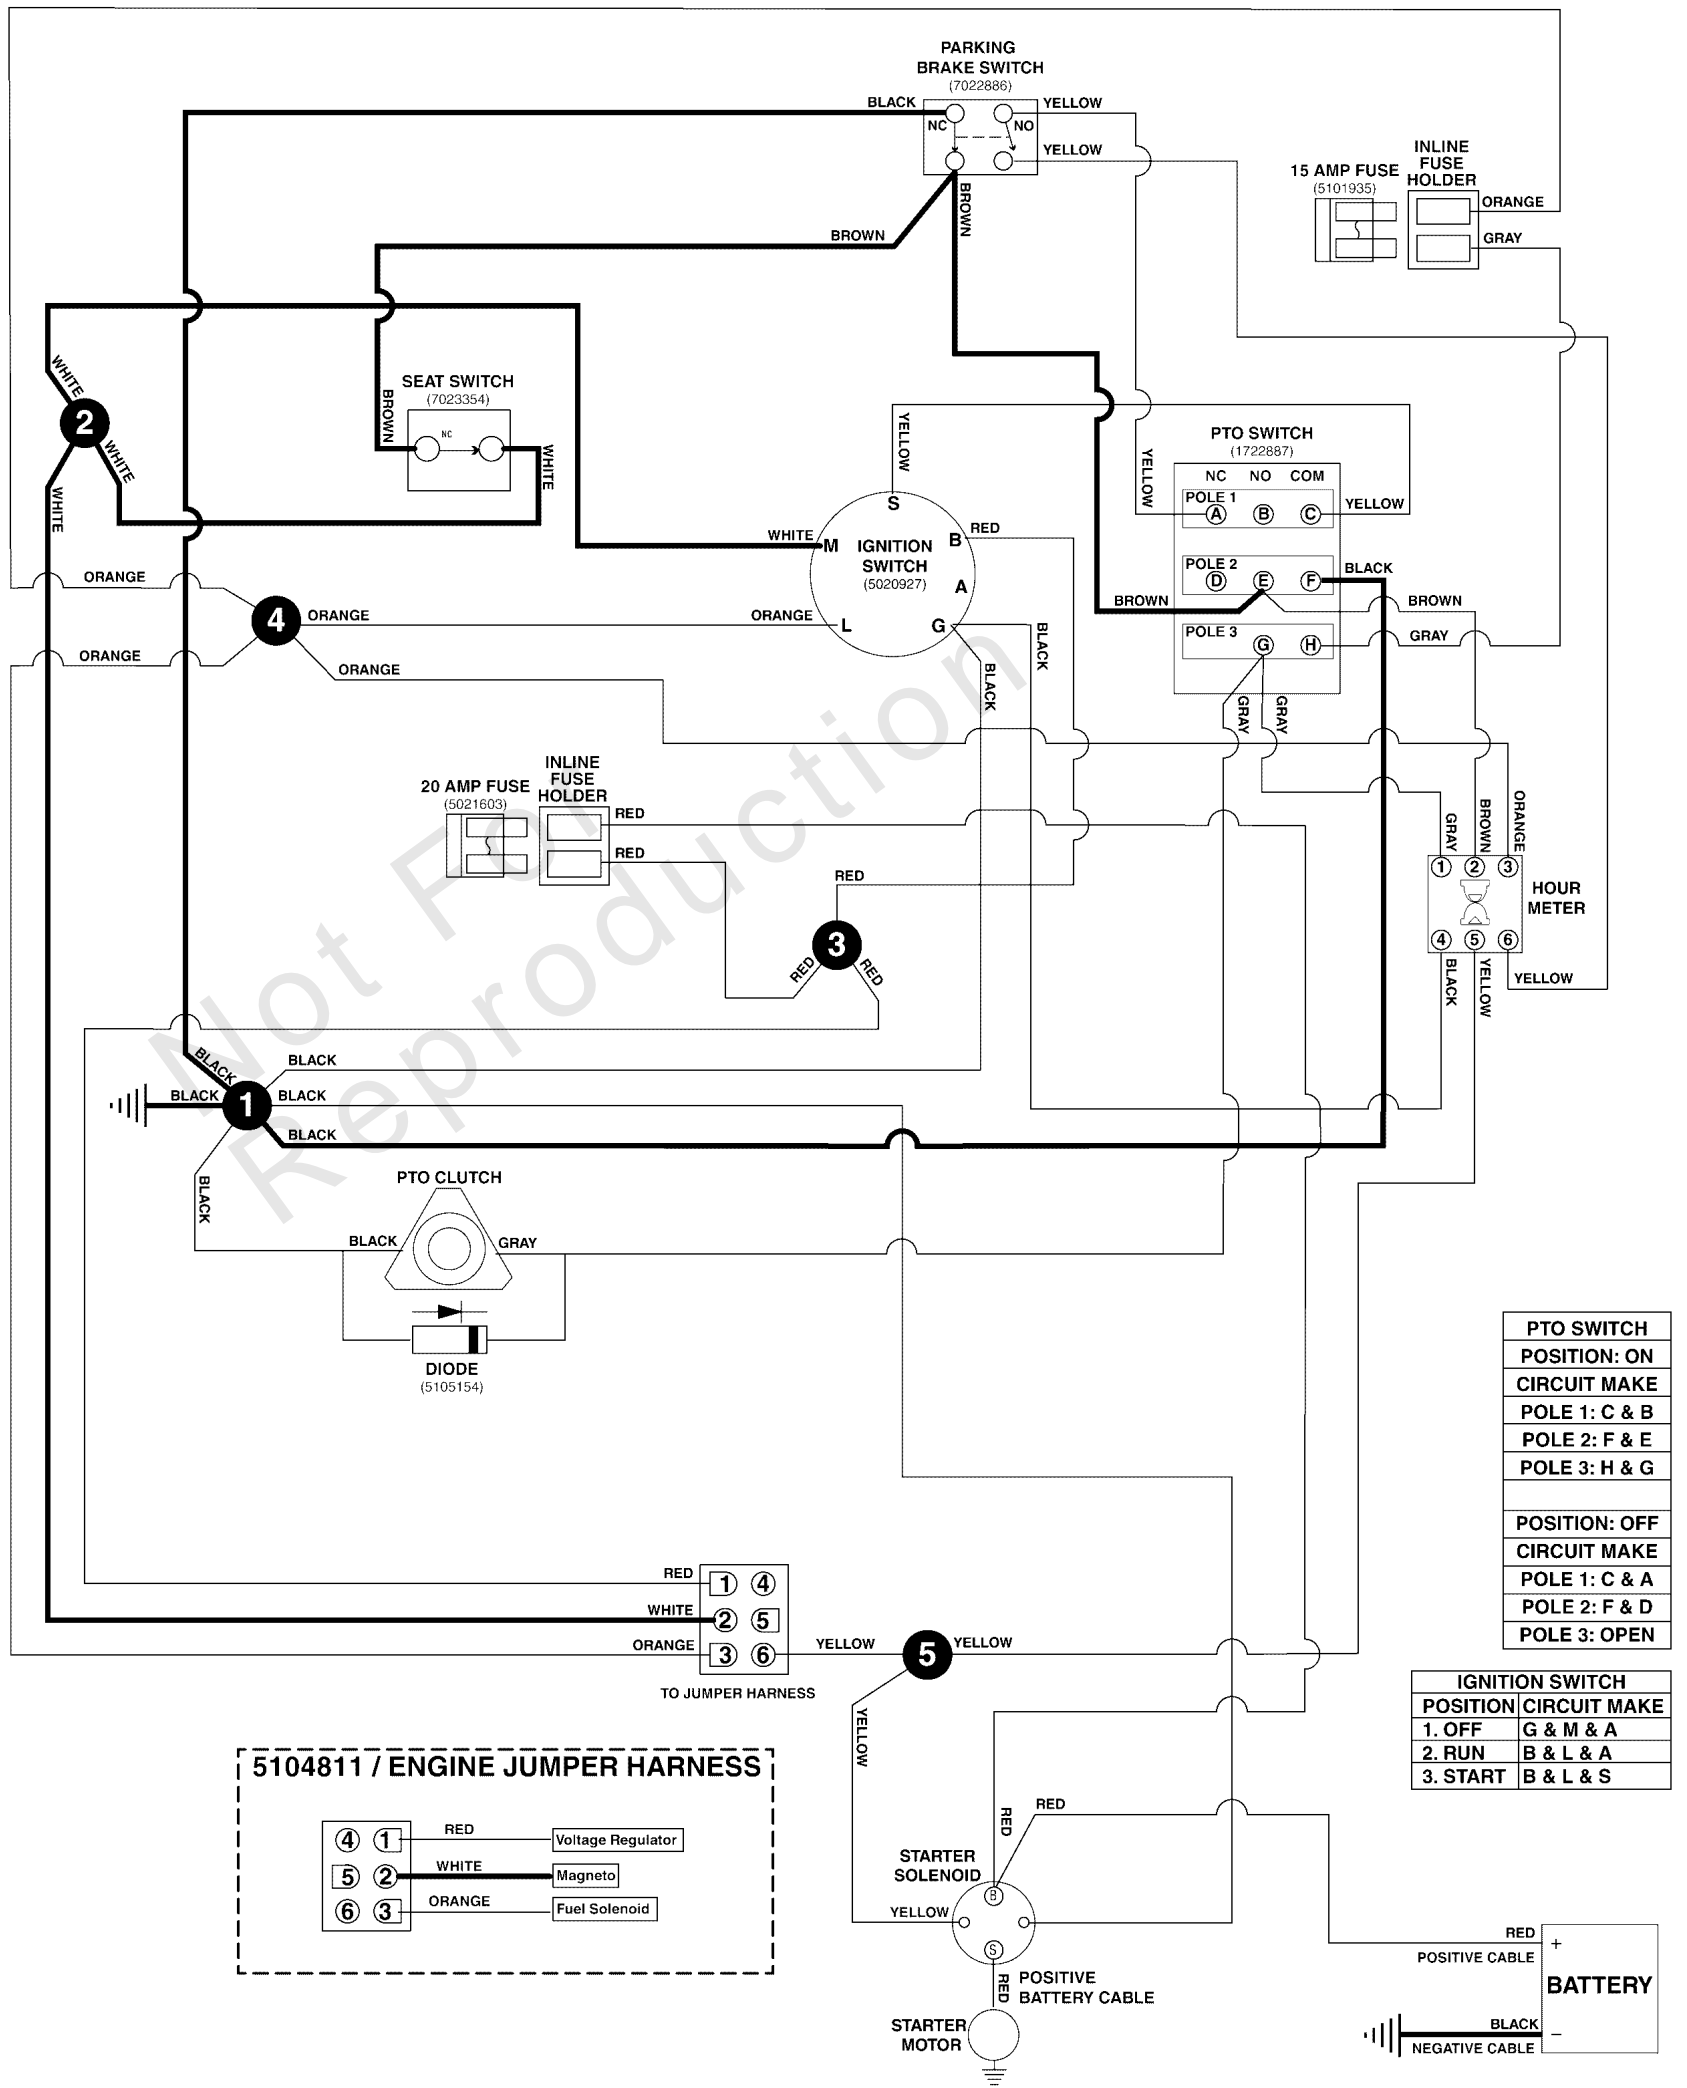 PARKING
BRAKE SWITCH
(7022886)
BLACK
YELLOW
NC
NO
YELLOW
BROWN
BROWN
INLINE
FUSE
HOLDER
15 AMP FUSE
(5101935)
ORANGE
GRAY
WHITE
2
WHITE
WHITE
SEAT SWITCH
(7023354)
BROWN
NC
WHITE
YELLOW
S
WHITE
M
B
RED
IGNITION
SWITCH
(5020927)
A
L
G
BLACK
BLACK
YELLOW
PTO SWITCH
(1722887)
NC NO COM
POLE 1
A B C
YELLOW
POLE 2
D E F
BLACK
BROWN
BROWN
POLE 3
G H
GRAY
GRAY
GRAY
ORANGE
4
ORANGE
ORANGE
ORANGE
ORANGE
INLINE
FUSE
HOLDER
20 AMP FUSE
(5021603)
RED
RED
RED
3
RED
RED
GRAY
BROWN
ORANGE
1 2 3
HOUR
METER
4 5 6
BLACK
YELLOW
YELLOW
BLACK
BLACK
BLACK
1
BLACK
BLACK
BLACK
PTO CLUTCH
BLACK
GRAY
DIODE
(5105154)
Not For
Reproduction
PTO SWITCH
POSITION: ON
CIRCUIT MAKE
POLE 1: C & B
POLE 2: F & E
POLE 3: H & G
POSITION: OFF
CIRCUIT MAKE
POLE 1: C & A
POLE 2: F & D
POLE 3: OPEN
IGNITION SWITCH
POSITION CIRCUIT MAKE
1. OFF G & M & A
2. RUN B & L & A
3. START B & L & S
RED 1 4
WHITE 2 5
ORANGE 3 6
YELLOW
5
YELLOW
TO JUMPER HARNESS
YELLOW
5104811 / ENGINE JUMPER HARNESS
4 1 RED Voltage Regulator
5 2 WHITE Magneto
6 3 ORANGE Fuel Solenoid
RED
RED
STARTER
SOLENOID
B
YELLOW
S
RED
POSITIVE
BATTERY CABLE
STARTER
MOTOR
RED
+
POSITIVE CABLE
BATTERY
BLACK
−
NEGATIVE CABLE